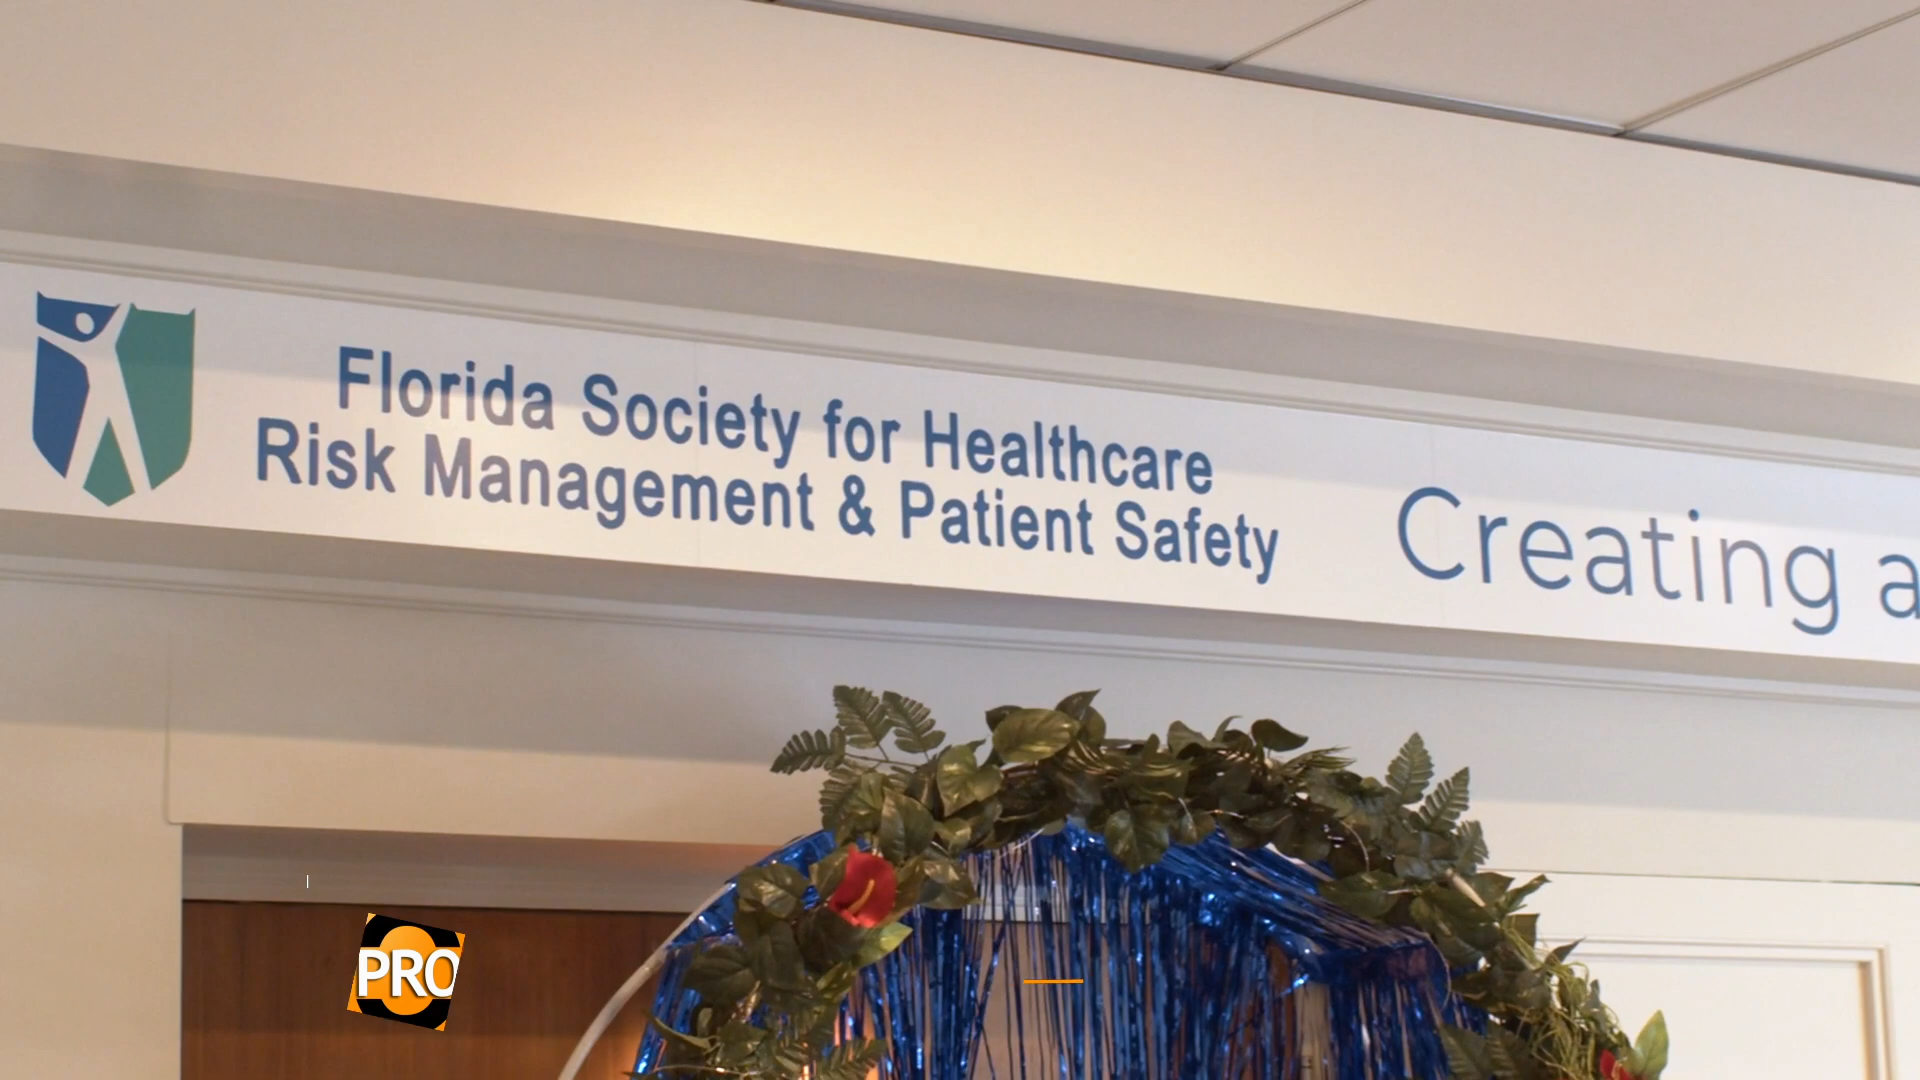 Florida Society for Healthcare
Risk Management & Patient Safety
Creating a
PRO